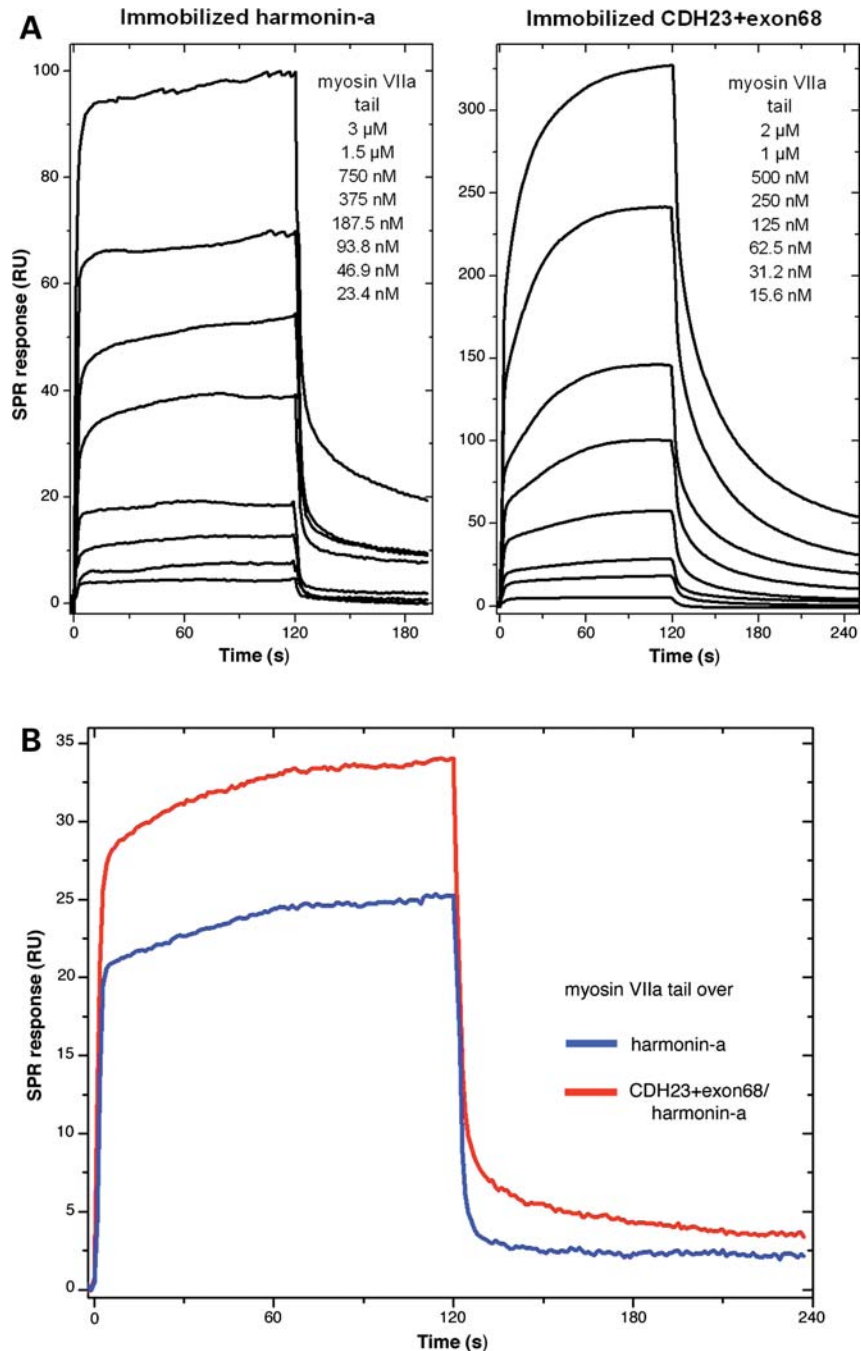 A
Immobilized harmonin-a
Immobilized CDH23+exon68
100
80
60
40
20
0
SPR response (RU)
myosin VIIa
tail
3 µM
1.5 µM
750 nM
375 nM
187.5 nM
93.8 nM
46.9 nM
23.4 nM
0
60
120
180
Time (s)
300
250
200
150
100
50
0
myosin VIIa
tail
2 µM
1 µM
500 nM
250 nM
125 nM
62.5 nM
31.2 nM
15.6 nM
0
60
120
180
240
Time (s)
B
35
30
25
20
15
10
5
0
SPR response (RU)
myosin VIIa tail over
harmonin-a
CDH23+exon68/
harmonin-a
0
60
120
180
240
Time (s)